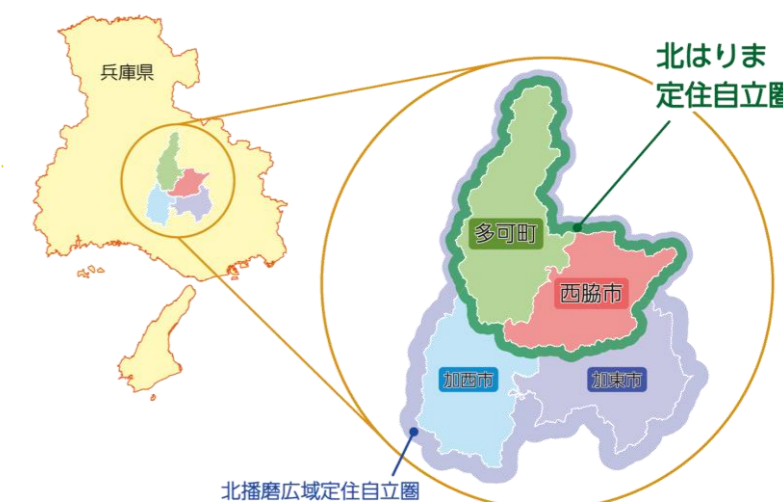 兵庫県
北はりま
定住自立圏
多可町
西脇市
加西市
加東市
北播磨広域定住自立圏